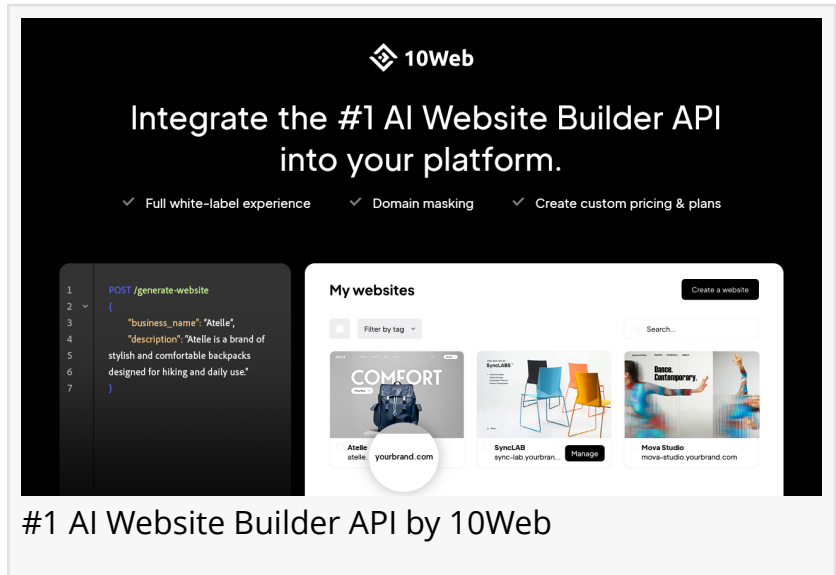 10Web
Integrate the #1 AI Website Builder API
into your platform.
Full white-label experience
Domain masking
Create custom pricing & plans
1 POST /generate-website
2 {
3 "business_name": "Atelle",
4 "description": "Atelle is a brand of
5 stylish and comfortable backpacks
6 designed for hiking and daily use."
7 }
My websites
Create a website
Filter by tag
Search...
COMFORT
SyncLABS
Dance.
Contemporary.
Atelle
atelle.
yourbrand.com
SyncLAB
sync-lab.yourbran...
Manage
Mova Studio
mova-studio.yourbrand.com
#1 AI Website Builder API by 10Web